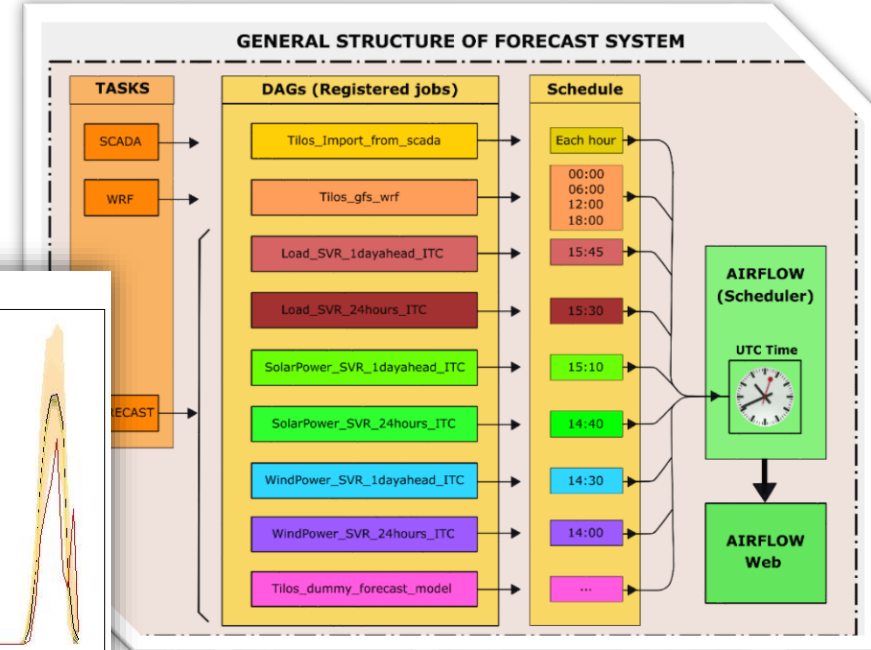 GENERAL STRUCTURE OF FORECAST SYSTEM
TASKS
SCADA
WRF
RECAST
DAGs (Registered jobs)
Tilos_Import_from_scada
Tilos_gfs_wrf
Load_SVR_1dayahead_ITC
Load_SVR_24hours_ITC
SolarPower_SVR_1dayahead_ITC
SolarPower_SVR_24hours_ITC
WindPower_SVR_1dayahead_ITC
WindPower_SVR_24hours_ITC
Tilos_dummy_forecast_model
Schedule
Each hour
00:00
06:00
12:00
18:00
15:45
15:30
15:10
14:40
14:30
14:00
...
AIRFLOW
(Scheduler)
UTC Time
AIRFLOW
Web